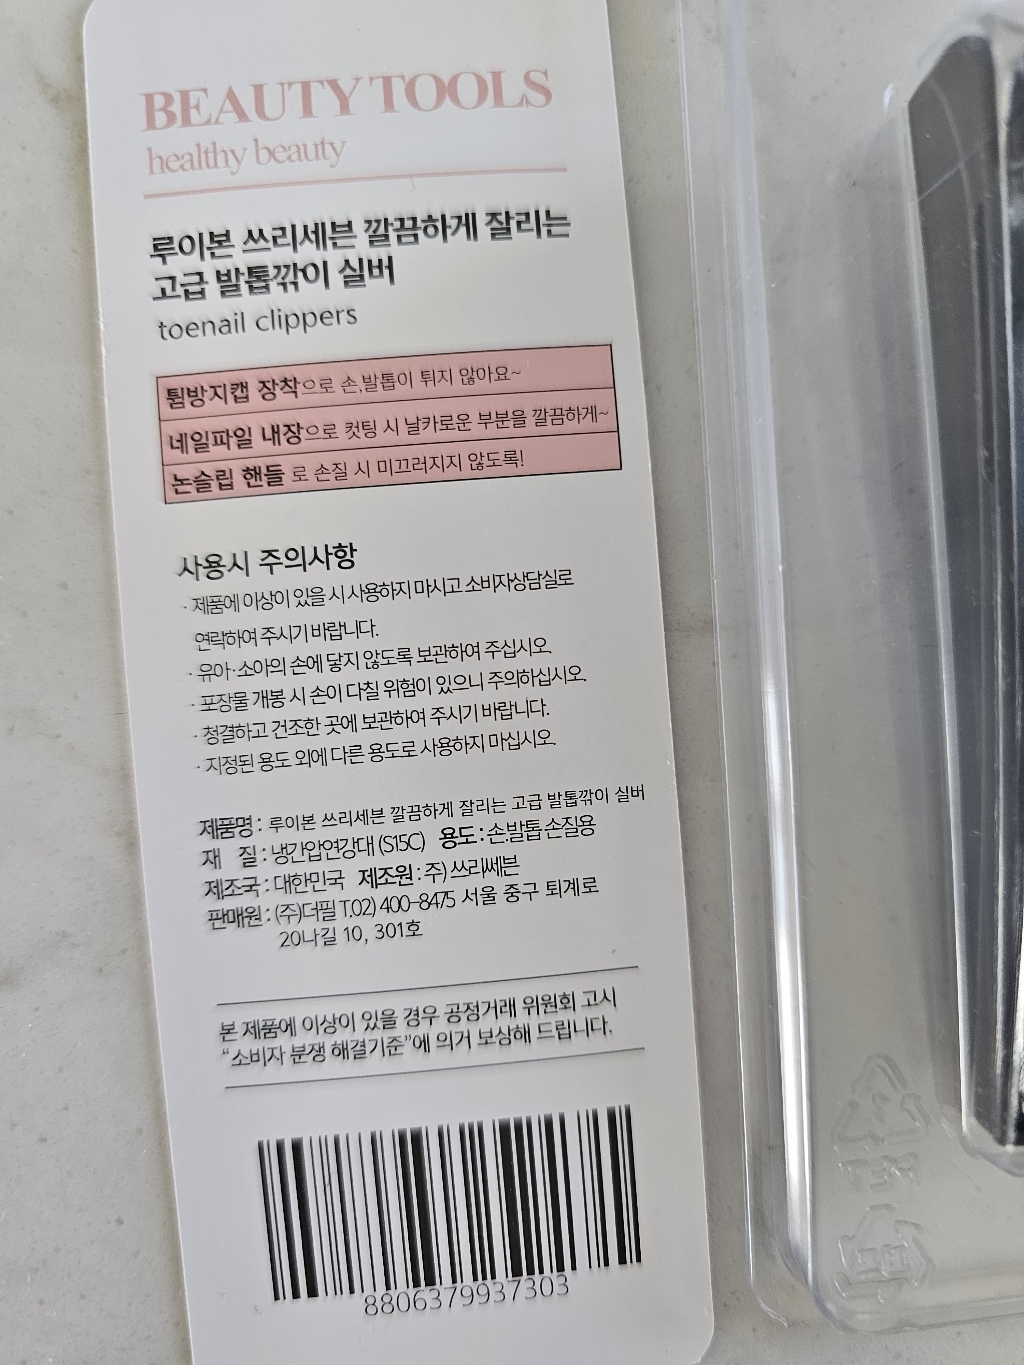 BEAUTY TOOLS
healthy beauty
루이본 쓰리세븐 깔끔하게 잘리는
고급 발톱깎이 실버
toenail clippers
튐방지캡 장착으로 손,발톱이 튀지 않아요~
네일파일 내장으로 컷팅 시 날카로운 부분을 깔끔하게~
논슬립 핸들 로 손질 시 미끄러지지 않도록!
사용시 주의사항
· 제품에 이상이 있을 시 사용하지 마시고 소비자상담실로
연락하여 주시기 바랍니다.
· 유아·소아의 손에 닿지 않도록 보관하여 주십시오.
· 포장물 개봉 시 손이 다칠 위험이 있으니 주의하십시오.
· 청결하고 건조한 곳에 보관하여 주시기 바랍니다.
· 지정된 용도 외에 다른 용도로 사용하지 마십시오.
제품명 : 루이본 쓰리세븐 깔끔하게 잘리는 고급 발톱깎이 실버
재 질 : 냉간압연강대 (S15C) 용도 : 손.발톱 손질용
제조국 : 대한민국 제조원 : 주) 쓰리쎄븐
판매원 : (주)더필 T.02) 400-8475 서울 중구 퇴계로
20나길 10, 301호
본 제품에 이상이 있을 경우 공정거래 위원회 고시
“소비자 분쟁 해결기준”에 의거 보상해 드립니다.
8806379937303